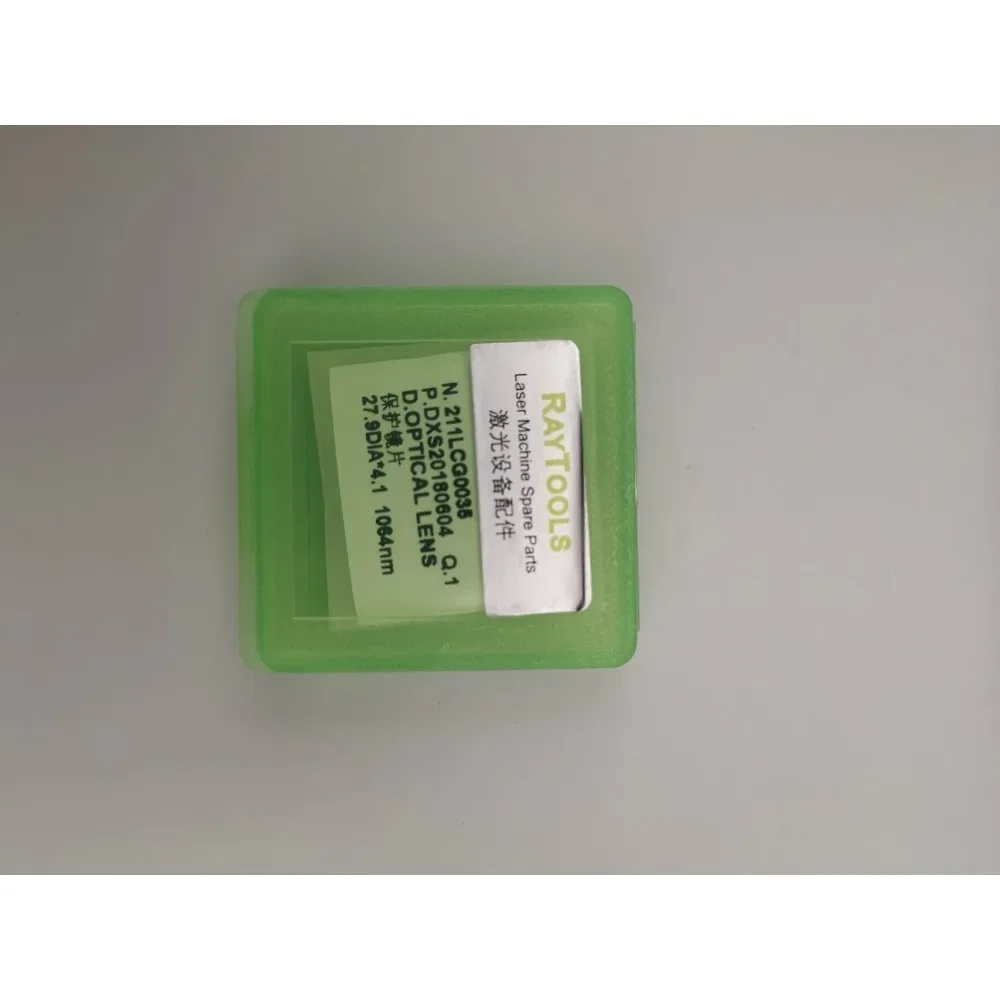 RAYTOOLS
Laser Machine Spare Parts
激光设备配件
N. 211LCG0035
P.DXS20180604 Q.1
D.OPTICAL LENS
保护镜片
27.9DIA*4.1 1064nm